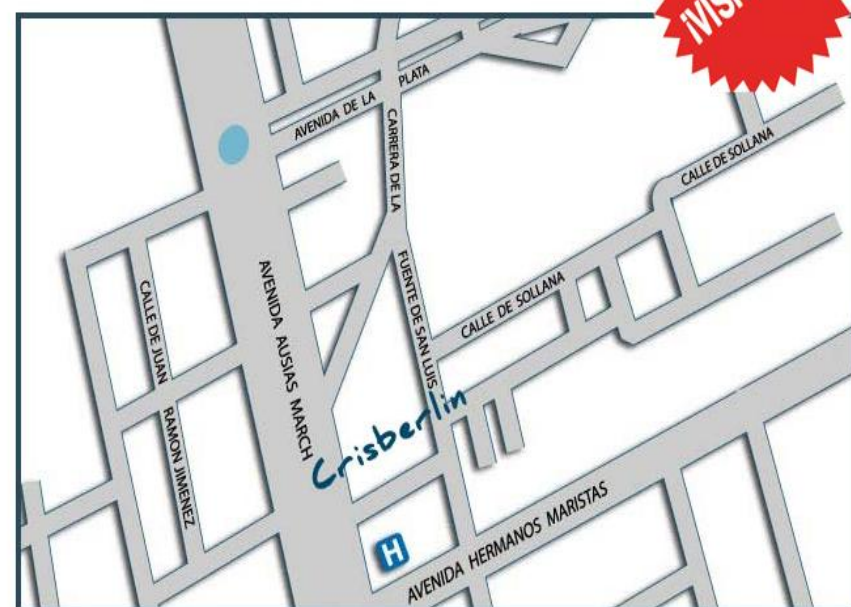 AVENIDA DE LA PLATA
CARRERA DE LA FUENTE DE SAN LUIS
CALLE DE SOLLANA
CALLE DE SOLLANA
CALLE DE JUAN RAMON JIMENEZ
AVENIDA AUSIAS MARCH
Crisberlin
H
AVENIDA HERMANOS MARISTAS